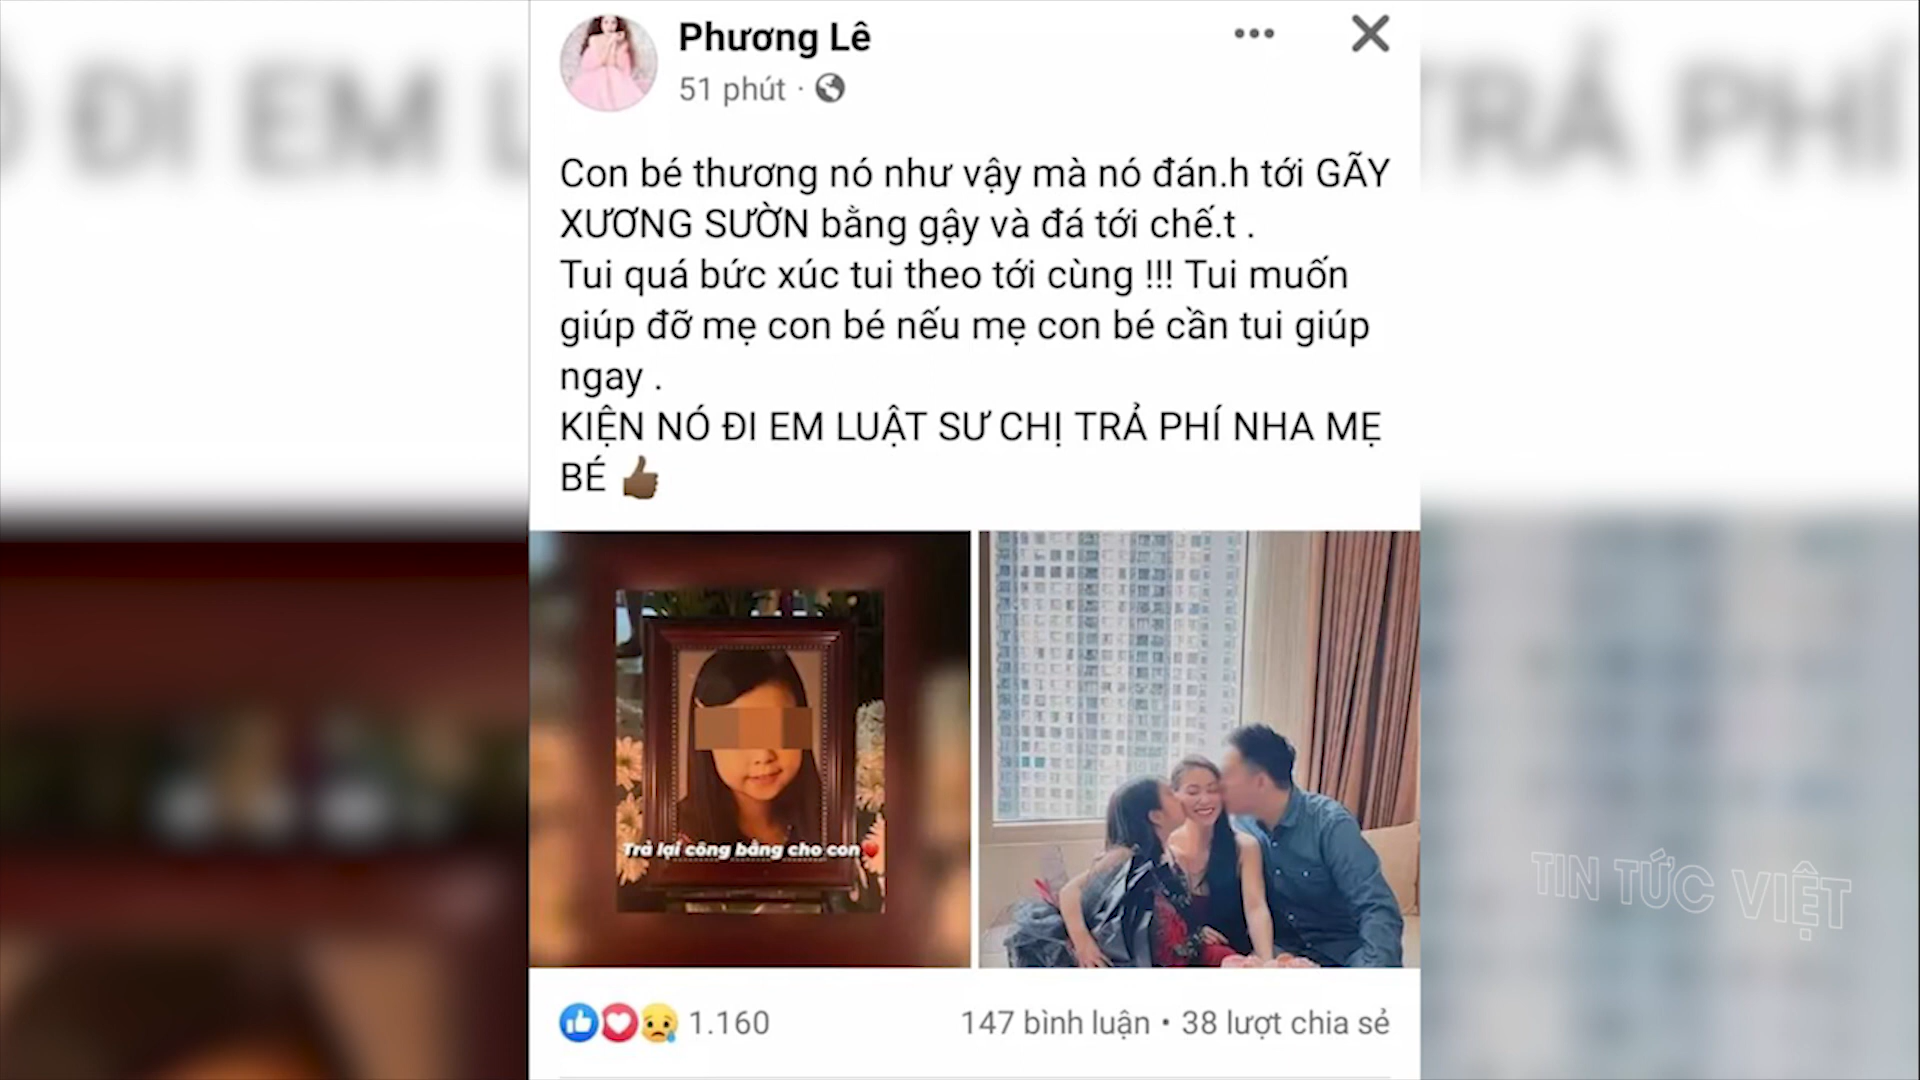 Phương Lê
51 phút ·
Con bé thương nó như vậy mà nó đán.h tới GÃY
XƯƠNG SƯỜN bằng gậy và đá tới chế.t .
Tui quá bức xúc tui theo tới cùng !!! Tui muốn
giúp đỡ mẹ con bé nếu mẹ con bé cần tui giúp
ngay .
KIỆN NÓ ĐI EM LUẬT SƯ CHỊ TRẢ PHÍ NHA MẸ
BÉ 👍🏾
Trả lại công bằng cho con❤️
TIN TỨC VIỆT
1.160
147 bình luận • 38 lượt chia sẻ
ĐI EM L
TRẢ PHÍ